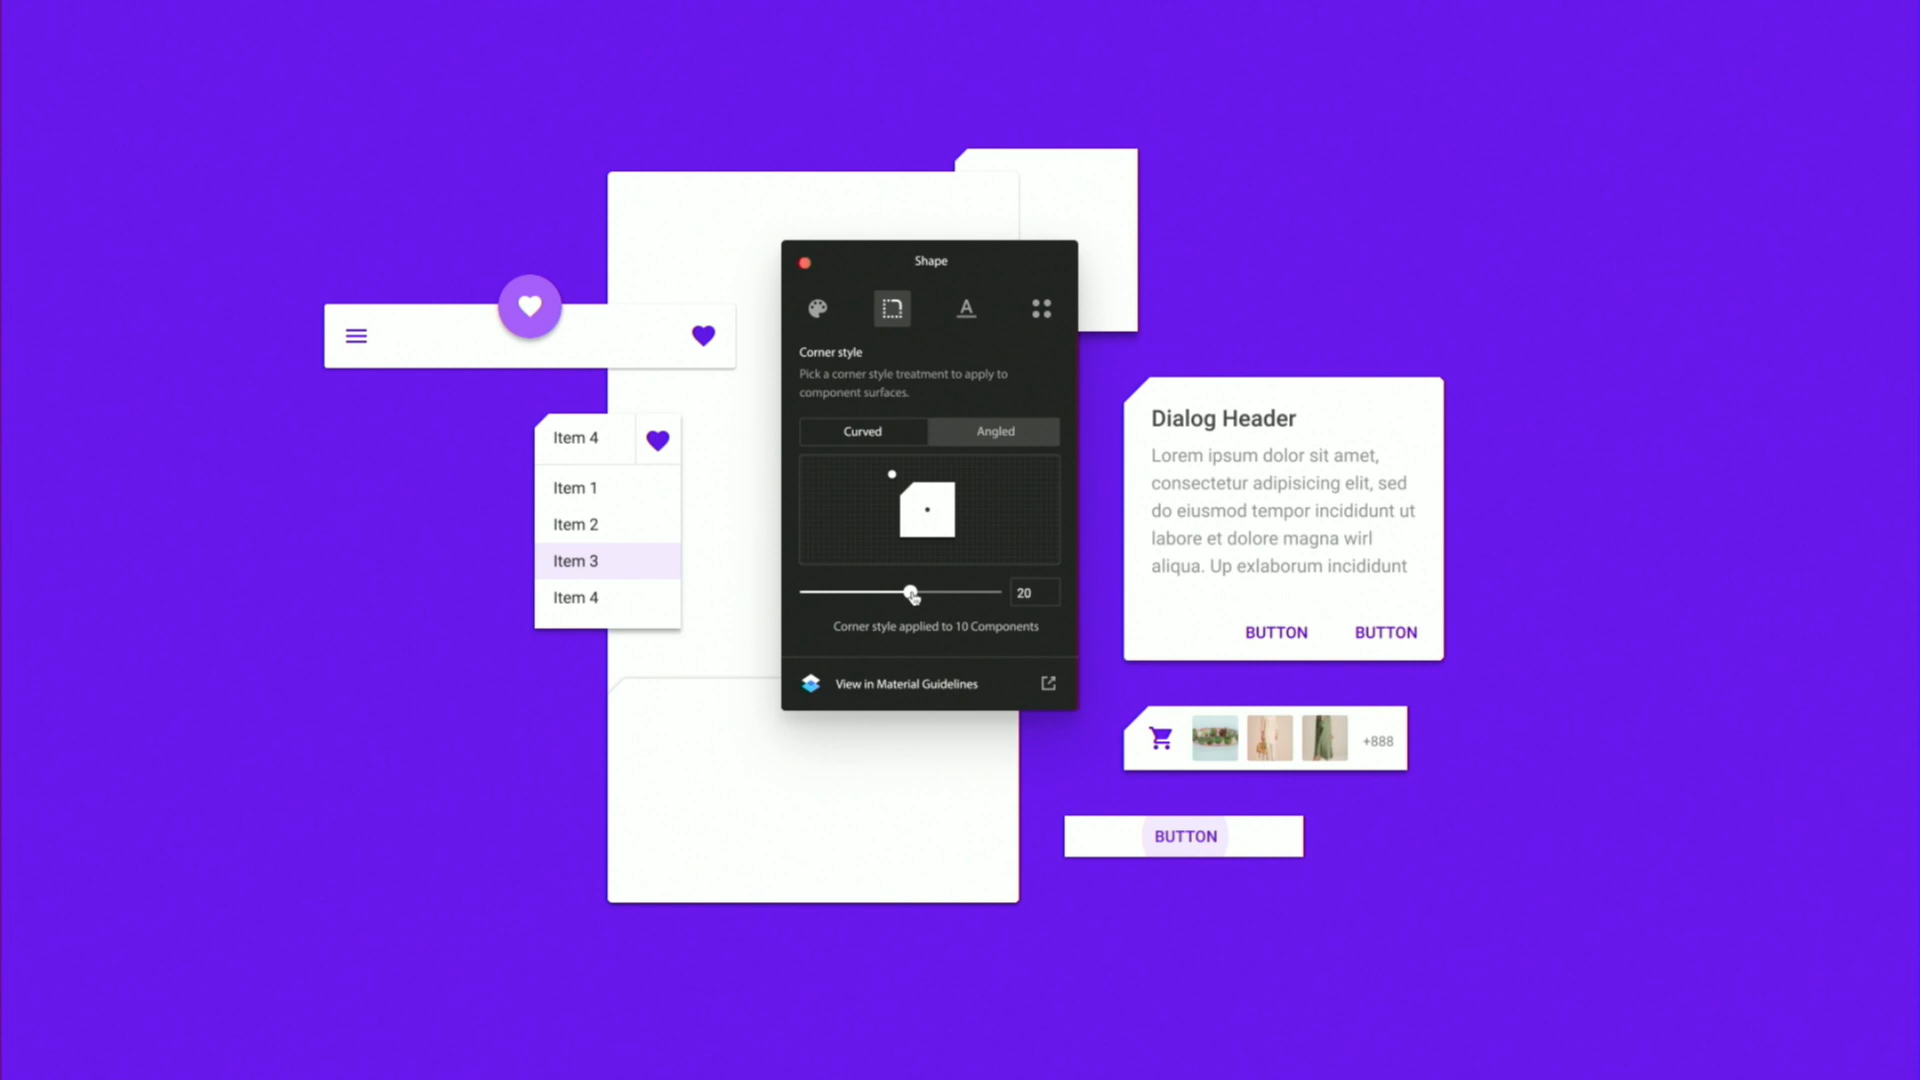 Shape
A
Corner style
Pick a corner style treatment to apply to
component surfaces.
Curved
Angled
20
Corner style applied to 10 Components
View in Material Guidelines
Item 4
Item 1
Item 2
Item 3
Item 4
Dialog Header
Lorem ipsum dolor sit amet,
consectetur adipisicing elit, sed
do eiusmod tempor incididunt ut
labore et dolore magna wirl
aliqua. Up exlaborum incididunt
BUTTON
BUTTON
+888
BUTTON